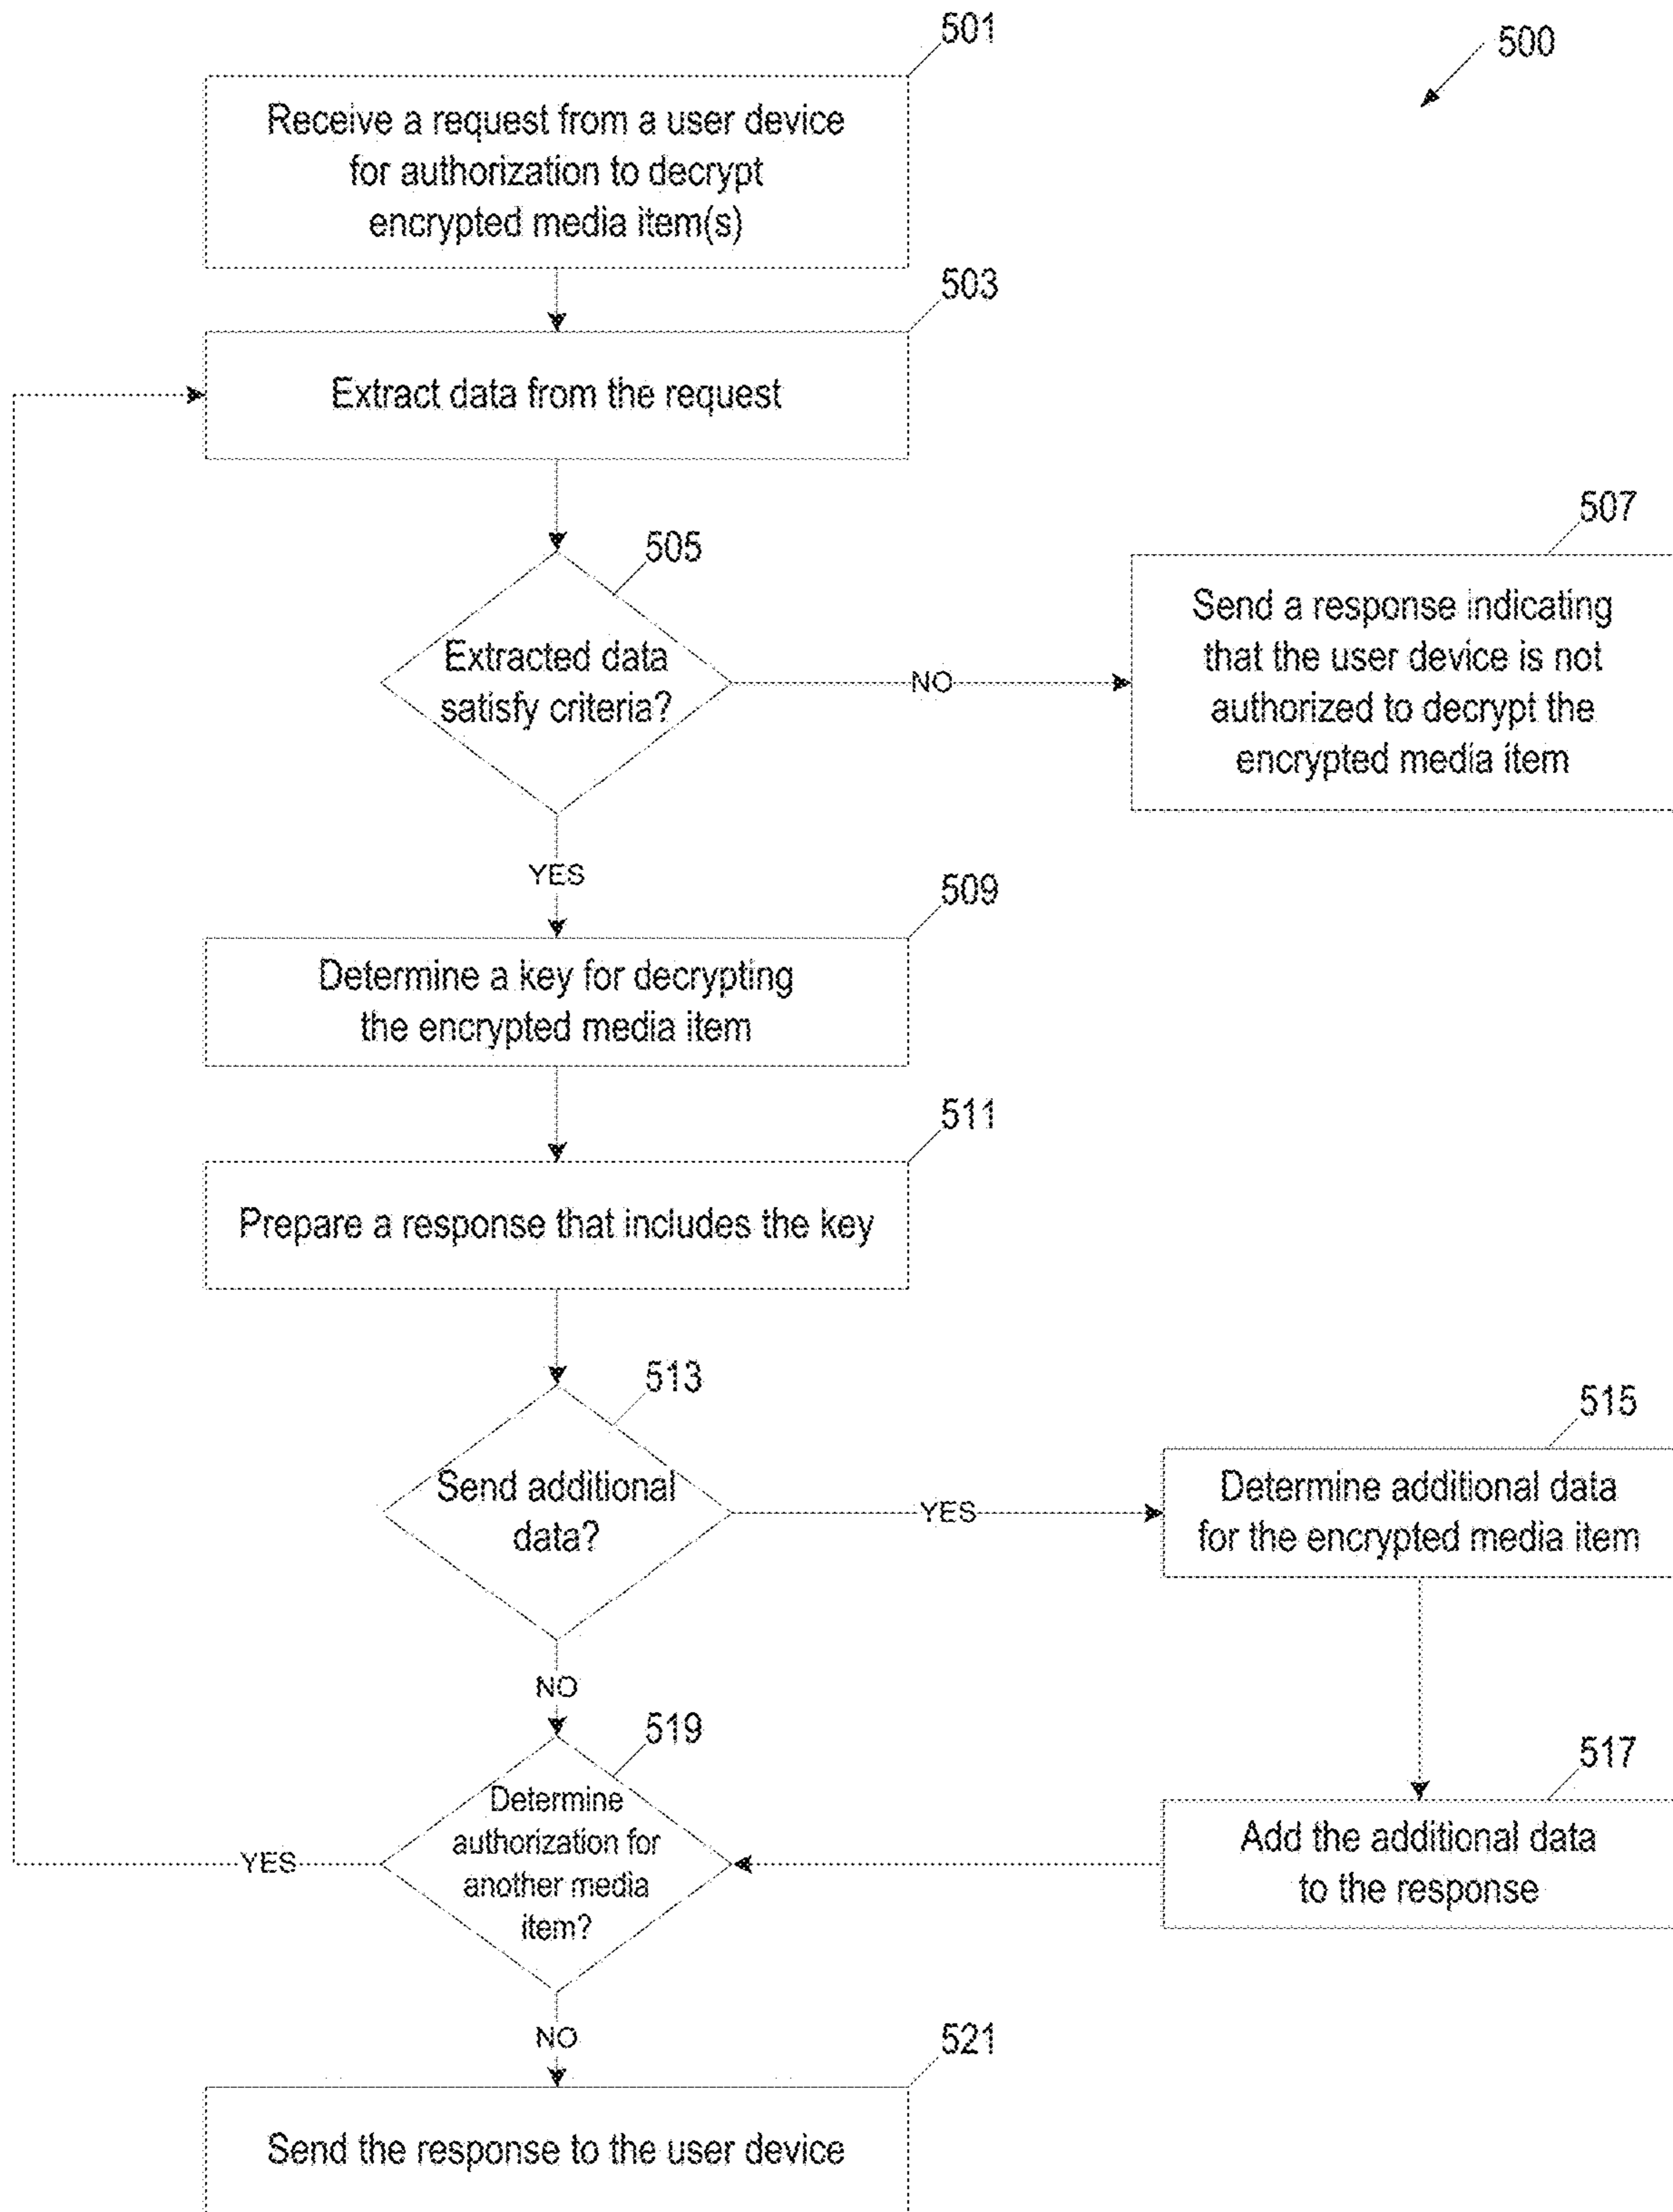 501
500
Receive a request from a user device
for authorization to decrypt
encrypted media item(s)
503
Extract data from the request
505
507
Extracted data
satisfy criteria?
NO
Send a response indicating
that the user device is not
authorized to decrypt the
encrypted media item
YES
509
Determine a key for decrypting
the encrypted media item
511
Prepare a response that includes the key
513
515
Send additional
data?
YES
Determine additional data
for the encrypted media item
NO
519
517
Determine
authorization for
another media
item?
YES
Add the additional data
to the response
NO
521
Send the response to the user device